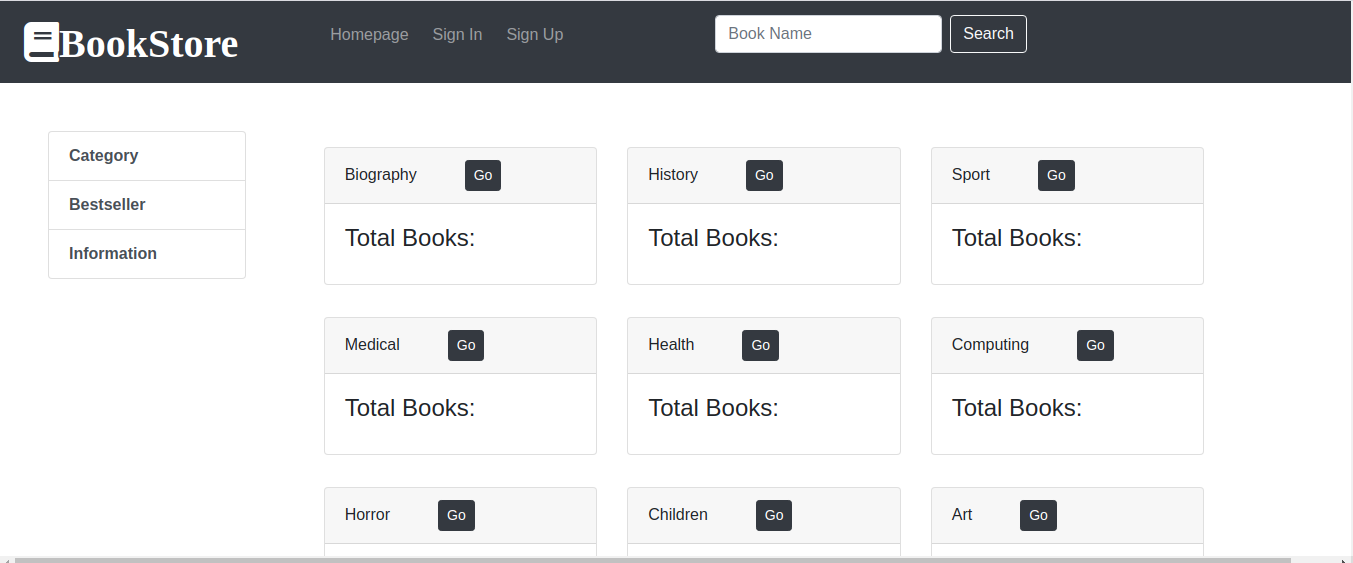 BookStore
Homepage Sign In Sign Up
Book Name Search
Category
Bestseller
Information
Biography Go
Total Books:
History Go
Total Books:
Sport Go
Total Books:
Medical Go
Total Books:
Health Go
Total Books:
Computing Go
Total Books:
Horror Go
Children Go
Art Go